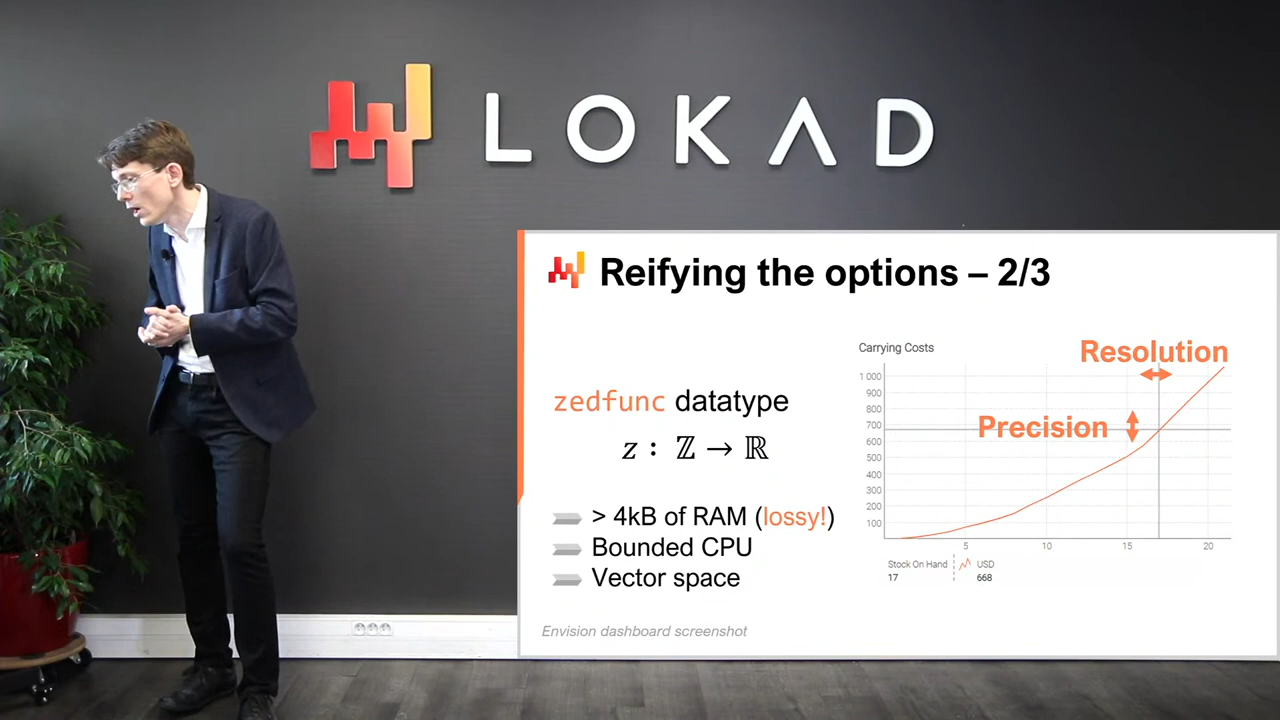 LOKAD
Reifying the options – 2/3
Carrying Costs
Resolution
1 000
900
800
700
600
500
400
300
200
100
Precision
5
10
15
20
Stock On Hand
USD
17
668
zedfunc datatype
z : ℤ → ℝ
> 4kB of RAM (lossy!)
Bounded CPU
Vector space
Envision dashboard screenshot